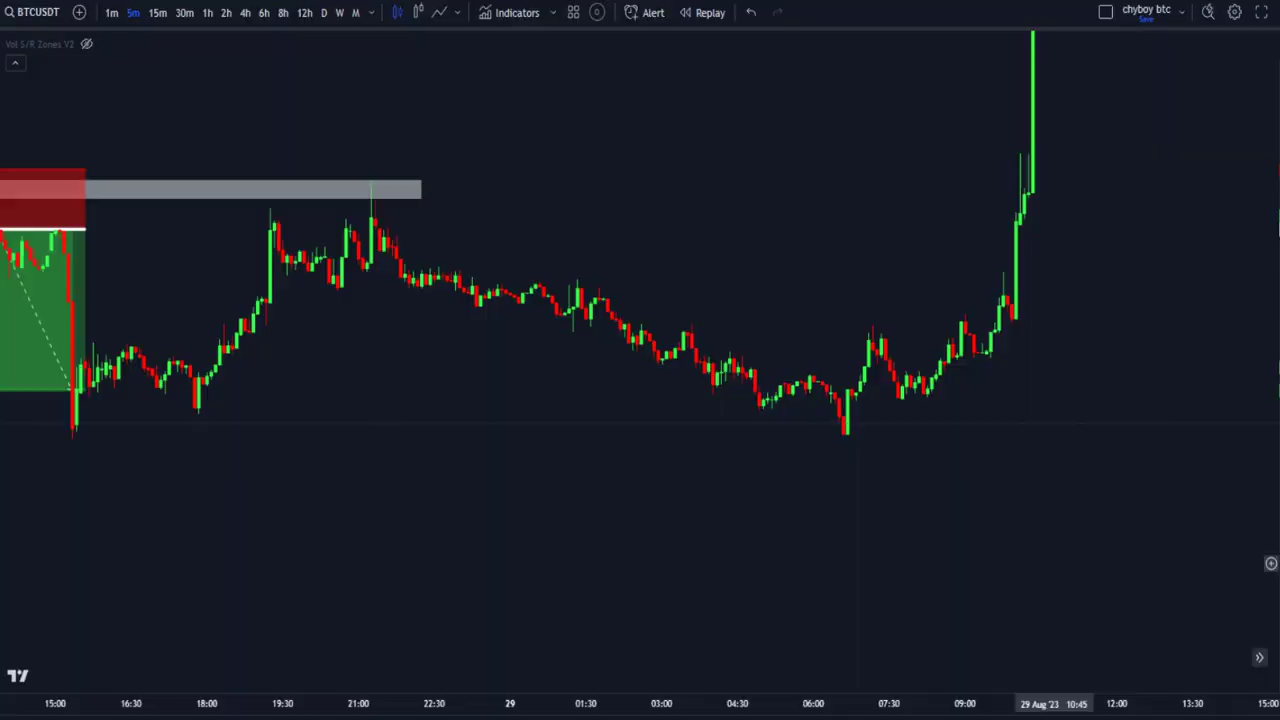 BTCUSDT 1m 5m 15m 30m 1h 2h 4h 6h 8h 12h D W M Indicators Alert Replay chyboy btc
Save
Vol S/R Zones V2
15:00 16:30 18:00 19:30 21:00 22:30 29 01:30 03:00 04:30 06:00 07:30 09:00 29 Aug '23 10:45 12:00 13:30 15:00